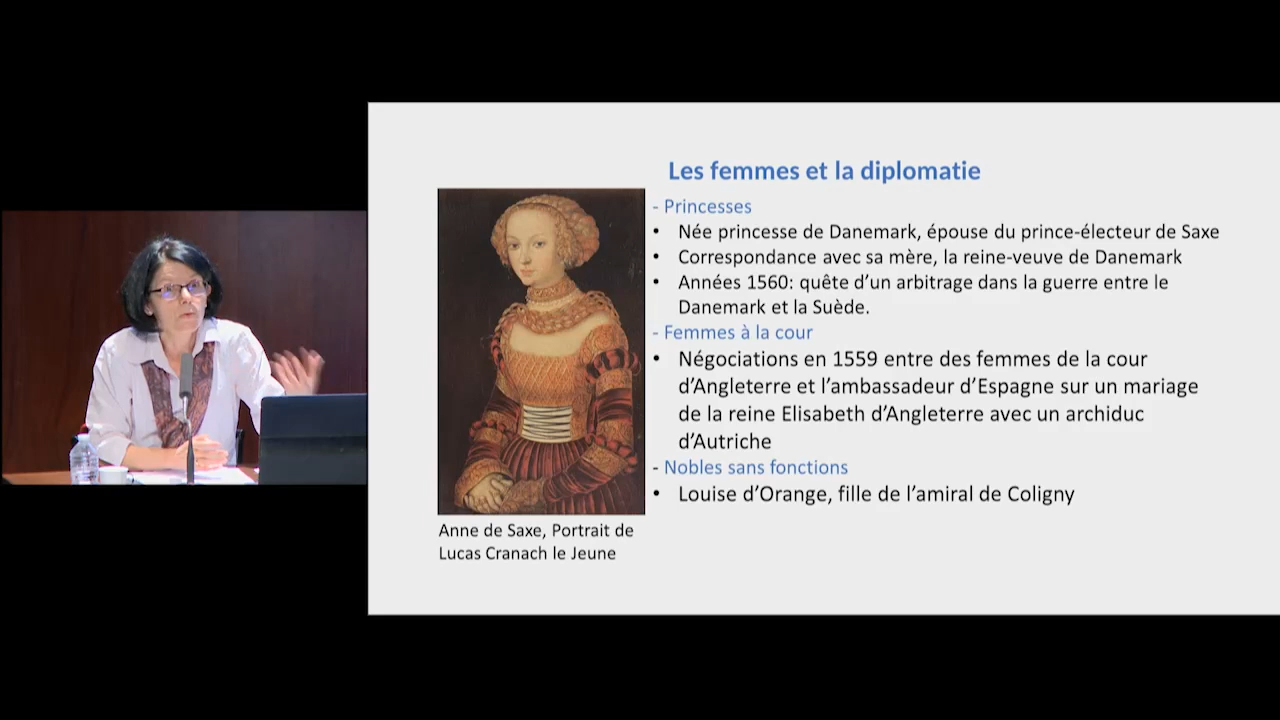 Les femmes et la diplomatie
- Princesses
• Née princesse de Danemark, épouse du prince-électeur de Saxe
• Correspondance avec sa mère, la reine-veuve de Danemark
• Années 1560: quête d’un arbitrage dans la guerre entre le
Danemark et la Suède.
- Femmes à la cour
• Négociations en 1559 entre des femmes de la cour
d’Angleterre et l’ambassadeur d’Espagne sur un mariage
de la reine Elisabeth d’Angleterre avec un archiduc
d’Autriche
- Nobles sans fonctions
• Louise d’Orange, fille de l’amiral de Coligny
Anne de Saxe, Portrait de
Lucas Cranach le Jeune